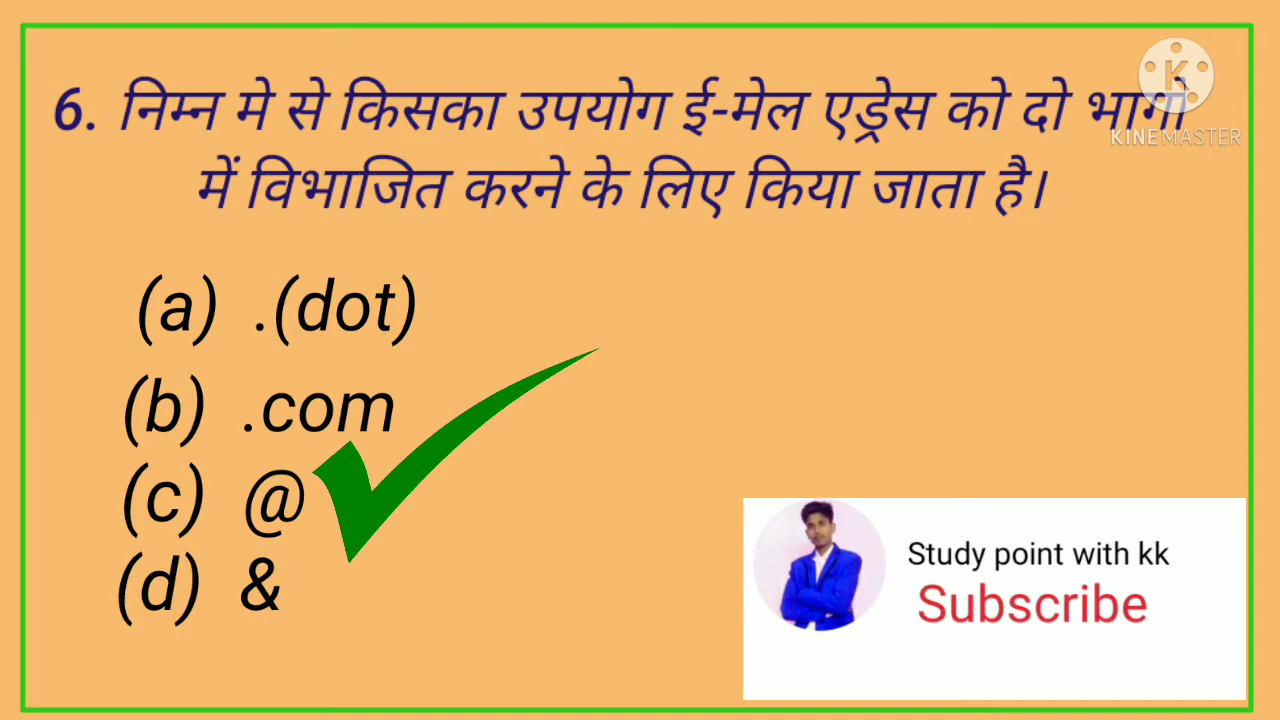 6. निम्न मे से किसका उपयोग ई-मेल एड्रेस को दो भागो
में विभाजित करने के लिए किया जाता है।
(a) .(dot)
(b) .com
(c) @
(d) &
K
KINEMASTER
Study point with kk
Subscribe